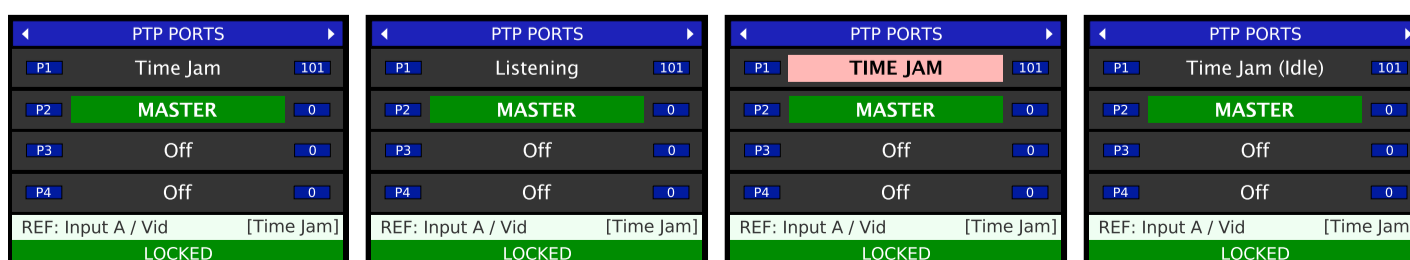 PTP PORTS
P1 Time Jam 101
P2 MASTER 0
P3 Off 0
P4 Off 0
REF: Input A / Vid [Time Jam]
LOCKED
PTP PORTS
P1 Listening 101
P2 MASTER 0
P3 Off 0
P4 Off 0
REF: Input A / Vid [Time Jam]
LOCKED
PTP PORTS
P1 TIME JAM 101
P2 MASTER 0
P3 Off 0
P4 Off 0
REF: Input A / Vid [Time Jam]
LOCKED
PTP PORTS
P1 Time Jam (Idle) 101
P2 MASTER 0
P3 Off 0
P4 Off 0
REF: Input A / Vid [Time Jam
LOCKED